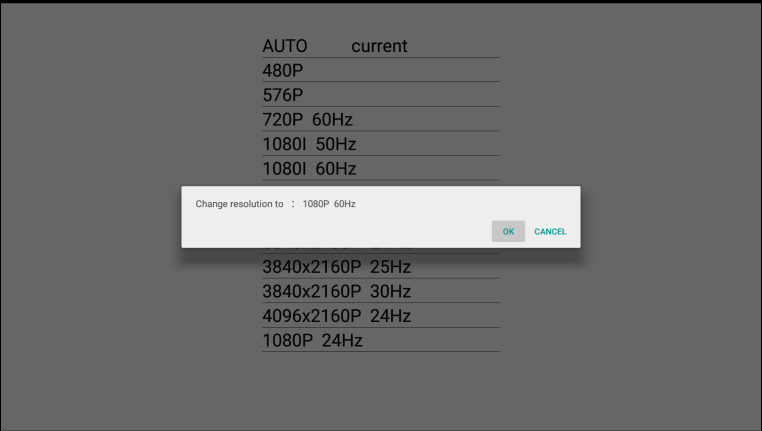 AUTO current
480P
576P
720P 60Hz
1080I 50Hz
1080I 60Hz
Change resolution to : 1080P 60Hz
OK CANCEL
3840x2160P 25Hz
3840x2160P 30Hz
4096x2160P 24Hz
1080P 24Hz